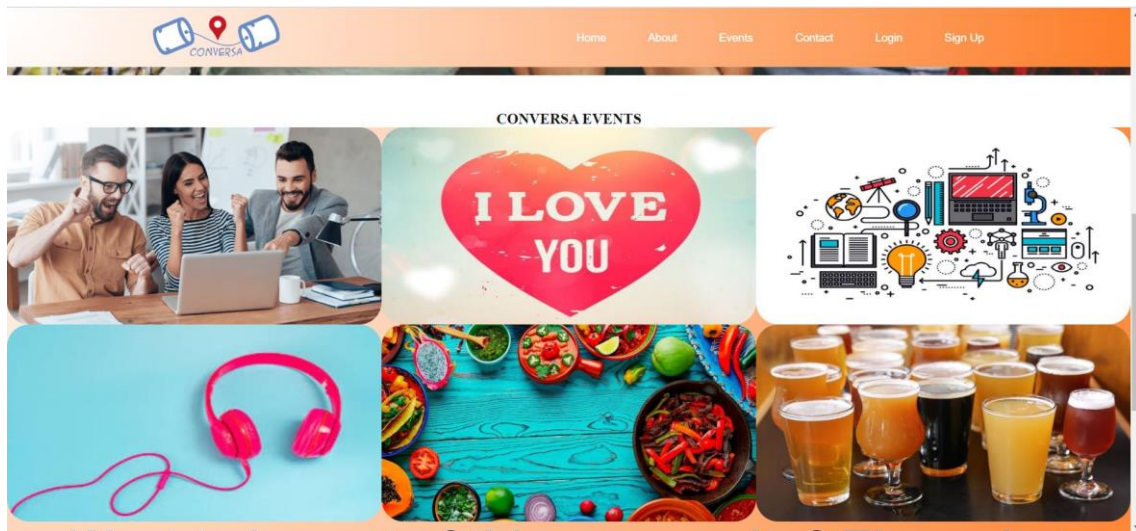 CONVERSA
Home About Events Contact Login Sign Up
CONVERSA EVENTS
I LOVE
YOU